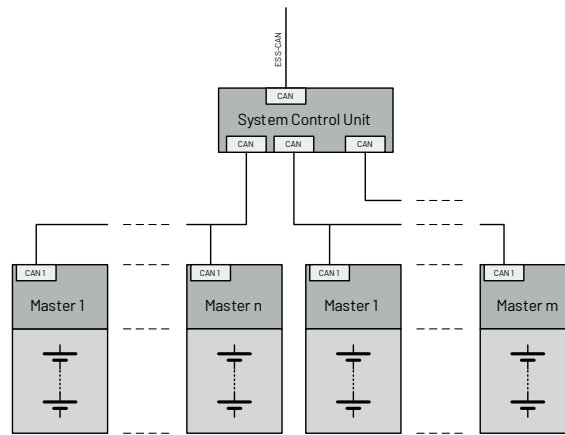 ESS-CAN
CAN
System Control Unit
CAN CAN CAN
CAN 1 CAN 1 CAN 1 CAN 1
Master 1 Master n Master 1 Master m